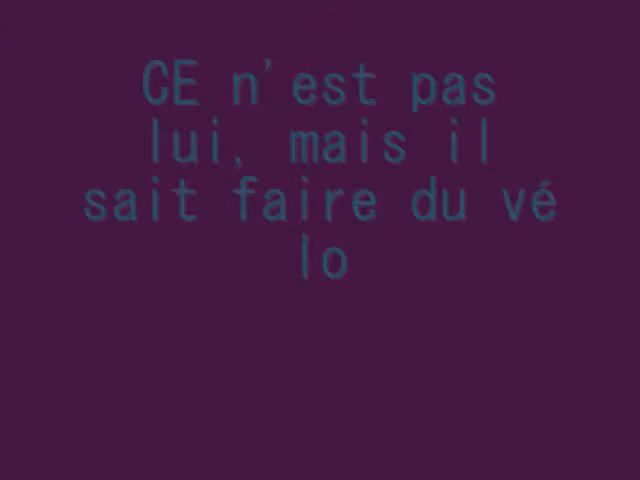 CE n'est pas
lui, mais il
sait faire du vé
lo